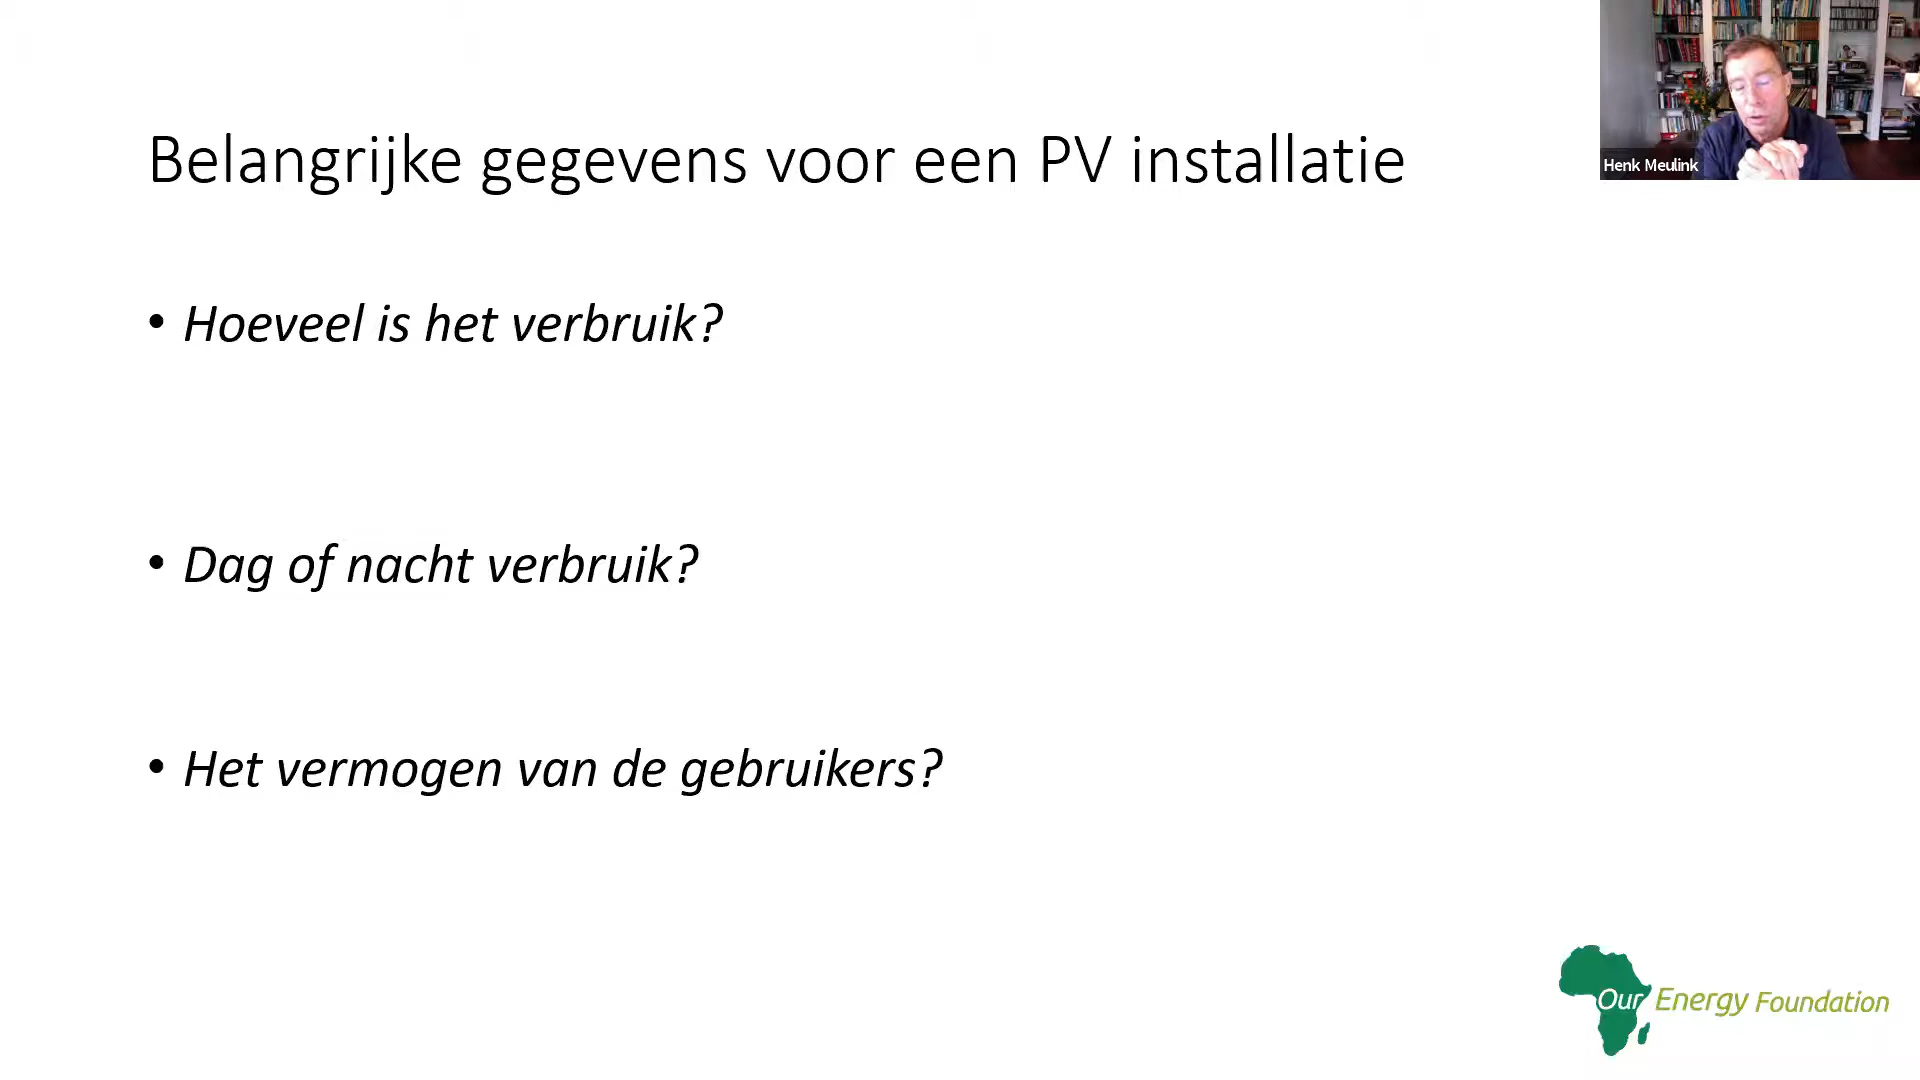 Belangrijke gegevens voor een PV installatie
Henk Meulink
• Hoeveel is het verbruik?
• Dag of nacht verbruik?
• Het vermogen van de gebruikers?
Our Energy Foundation